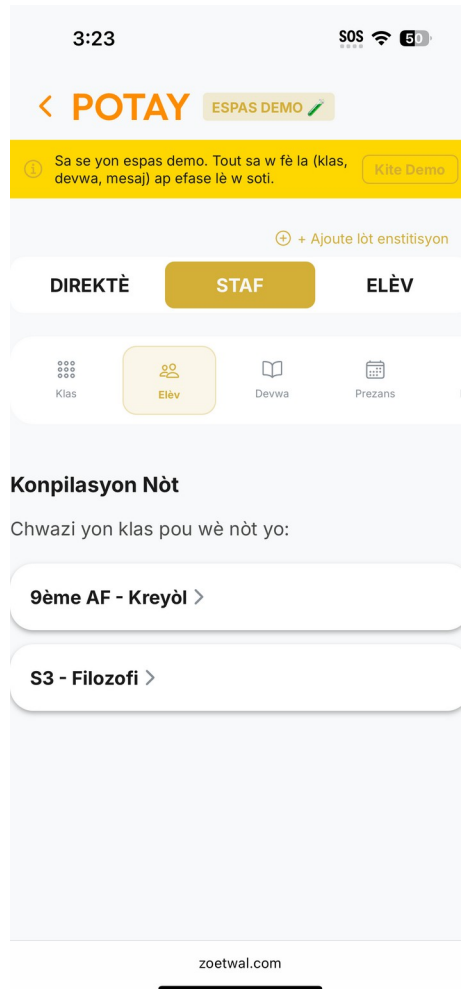 3:23
SOS
50
POTAY
ESPAS DEMO
Sa se yon espas demo. Tout sa w fè la (klas,
devwa, mesaj) ap efase lè w soti.
Kite Demo
+ Ajoute lòt enstitisyon
DIREKTÈ
STAF
ELÈV
Klas
Elèv
Devwa
Prezans
Konpilasyon Nòt
Chwazi yon klas pou wè nòt yo:
9ème AF - Kreyòl
S3 - Filozofi
zoetwal.com